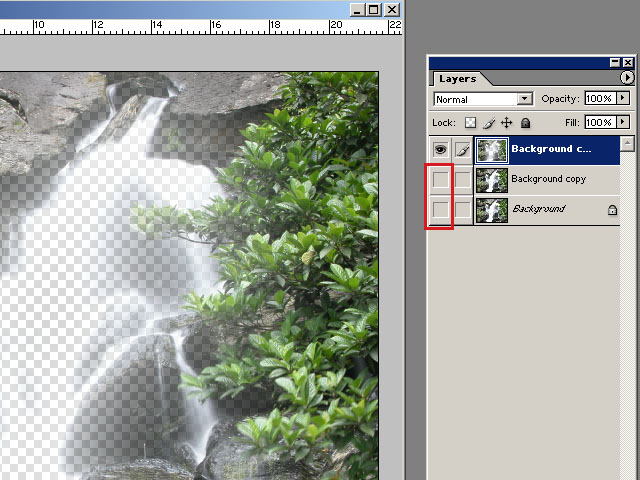 10 12 14 16 18 20 22
Layers
Normal Opacity: 100%
Lock: Fill: 100%
Background c...
Background copy
Background